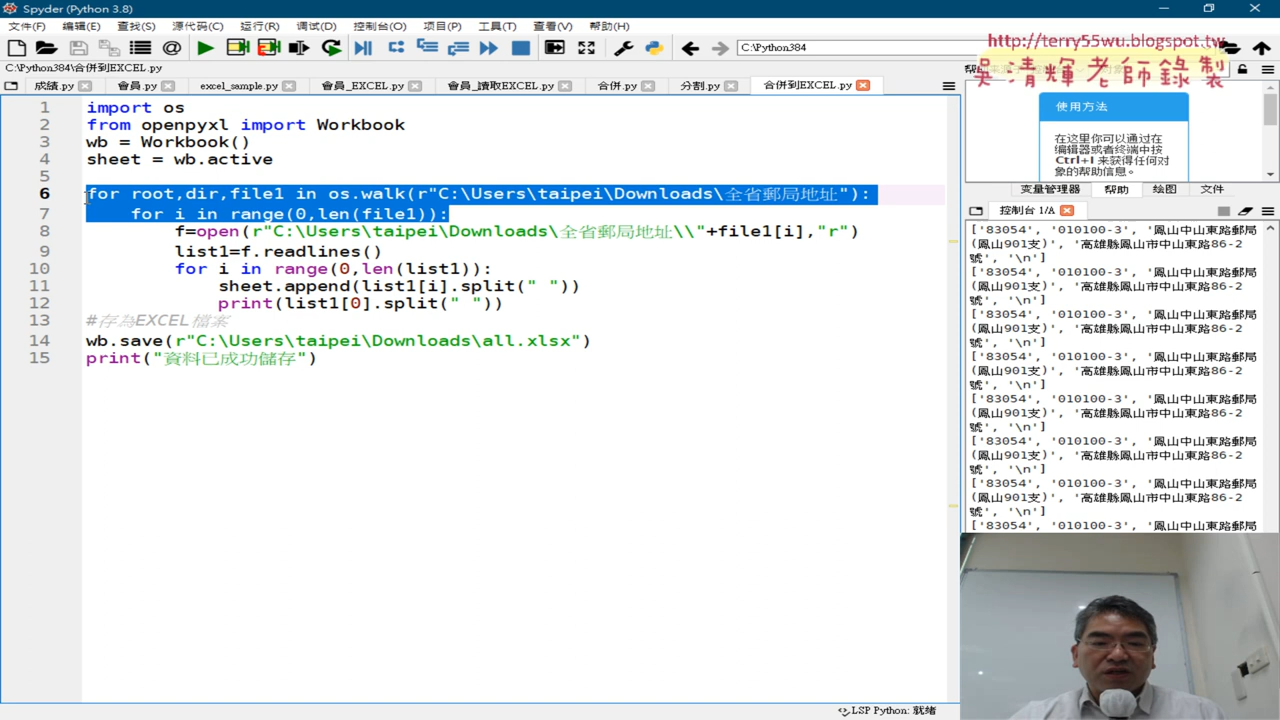 Spyder (Python 3.8)
文件(F) 编辑(E) 查找(S) 源代码(C) 运行(R) 调试(D) 控制台(O) 项目(P) 工具(T) 查看(V) 帮助(H)
C:\Python384
http://terry55wu.blogspot.tw
吳清輝老師錄製
C:\Python384\合併到EXCEL.py
成績.py 會員.py excel_sample.py 會員_EXCEL.py 會員_讀取EXCEL.py 合併.py 分割.py 合併到EXCEL.py
1 import os
2 from openpyxl import Workbook
3 wb = Workbook()
4 sheet = wb.active
5
6 for root,dir,file1 in os.walk(r"C:\Users\taipei\Downloads\全省郵局地址"):
7 for i in range(0,len(file1)):
8 f=open(r"C:\Users\taipei\Downloads\全省郵局地址\\"+file1[i],"r")
9 list1=f.readlines()
10 for i in range(0,len(list1)):
11 sheet.append(list1[i].split(" "))
12 print(list1[0].split(" "))
13 #存為EXCEL檔案
14 wb.save(r"C:\Users\taipei\Downloads\all.xlsx")
15 print("資料已成功儲存")
使用方法
在这里你可以通过在
编辑器或者终端中按
Ctrl+I 来获得任何对
象的帮助信息。
变量管理器 帮助 绘图 文件
控制台 1/A
['83054', '010100-3', '鳳山中山東路郵局
(鳳山901支)', '高雄縣鳳山市中山東路86-2
號', '\n']
['83054', '010100-3', '鳳山中山東路郵局
(鳳山901支)', '高雄縣鳳山市中山東路86-2
號', '\n']
['83054', '010100-3', '鳳山中山東路郵局
(鳳山901支)', '高雄縣鳳山市中山東路86-2
號', '\n']
['83054', '010100-3', '鳳山中山東路郵局
(鳳山901支)', '高雄縣鳳山市中山東路86-2
號', '\n']
['83054', '010100-3', '鳳山中山東路郵局
(鳳山901支)', '高雄縣鳳山市中山東路86-2
號', '\n']
['83054', '010100-3', '鳳山中山東路郵局
(鳳山901支)', '高雄縣鳳山市中山東路86-2
號', '\n']
['83054', '010100-3', '鳳山中山東路郵局
(鳳山901支)', '高雄縣鳳山市中山東路86-2
號', '\n']
['83054', '010100-3', '鳳山中山東路郵局
LSP Python: 就绪